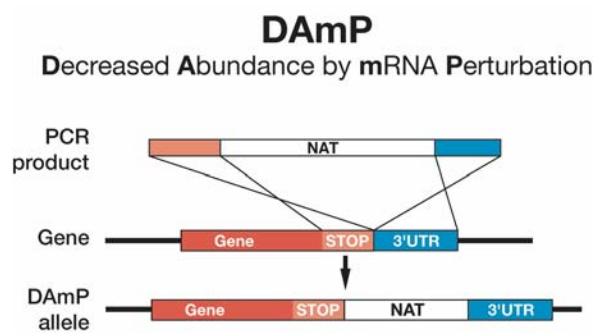 DAmP
Decreased Abundance by mRNA Perturbation
PCR
product
NAT
Gene
Gene STOP 3'UTR
DAmP
allele
Gene STOP NAT 3'UTR